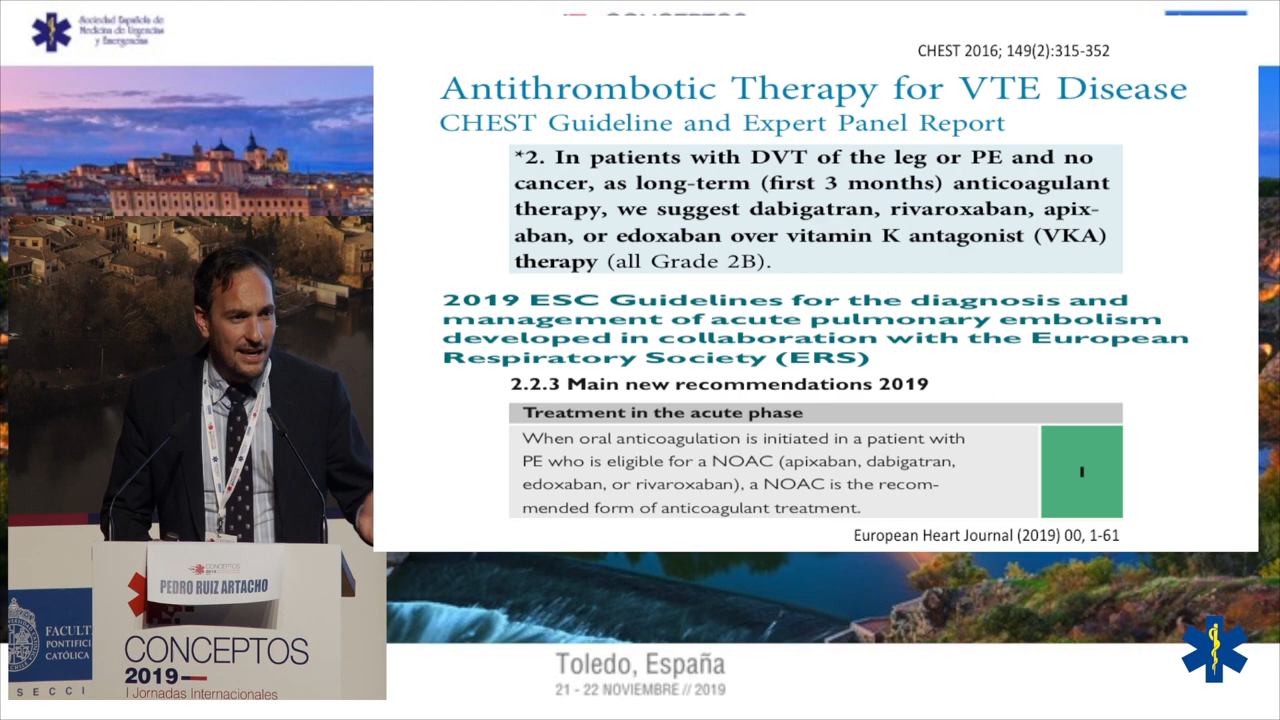 Sociedad Española de
Medicina de Urgencias
y Emergencias
CONCEPTOS
CHEST 2016; 149(2):315-352
Antithrombotic Therapy for VTE Disease
CHEST Guideline and Expert Panel Report
*2. In patients with DVT of the leg or PE and no
cancer, as long-term (first 3 months) anticoagulant
therapy, we suggest dabigatran, rivaroxaban, apix-
aban, or edoxaban over vitamin K antagonist (VKA)
therapy (all Grade 2B).
2019 ESC Guidelines for the diagnosis and
management of acute pulmonary embolism
developed in collaboration with the European
Respiratory Society (ERS)
2.2.3 Main new recommendations 2019
Treatment in the acute phase
When oral anticoagulation is initiated in a patient with
PE who is eligible for a NOAC (apixaban, dabigatran,
edoxaban, or rivaroxaban), a NOAC is the recom-
mended form of anticoagulant treatment.
I
European Heart Journal (2019) 00, 1-61
CONCEPTOS
PEDRO RUIZ ARTACHO
FACULT
PONTIFICI
CATÓLICA
SECCI
CONCEPTOS
2019
I Jornadas Internacionales
Toledo, España
21 - 22 NOVIEMBRE // 2019